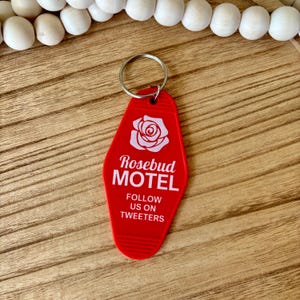 Rosebud
MOTEL
FOLLOW
US ON
TWEETERS